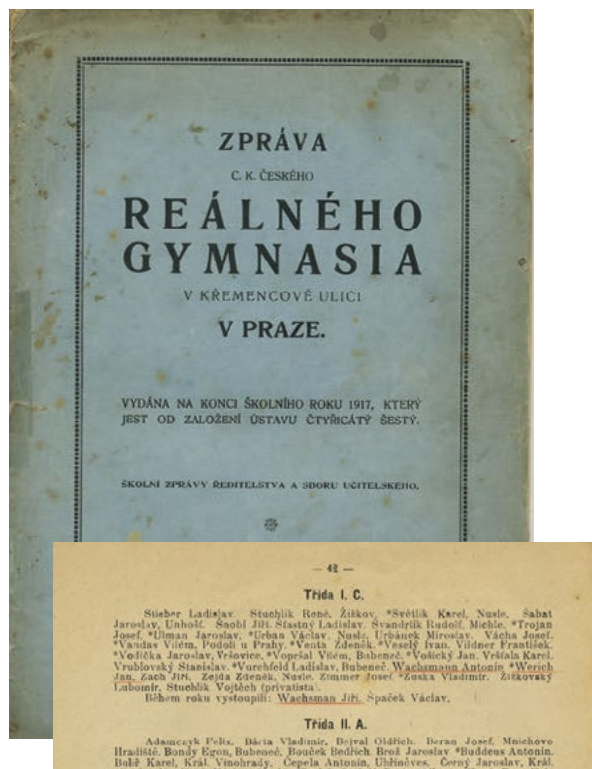 ZPRÁVA
C. K. ČESKÉHO
REÁLNÉHO
GYMNASIA
V KŘEMENCOVĚ ULICI
V PRAZE.
VYDÁNA NA KONCI ŠKOLNÍHO ROKU 1917, KTERÝ
JEST OD ZALOŽENÍ ÚSTAVU ČTYŘICÁTÝ ŠESTÝ.
ŠKOLNÍ ZPRÁVY ŘEDITELSTVA A SBORU UČITELSKÉHO.
— 42 —
Třída I. C.
Stieber Ladislav. Stuchlík René, Žižkov. *Světlík Karel, Nusle. Šabat
Jaroslav, Unhošť. Šnobl Jiří. Šťastný Ladislav. Švandrlík Rudolf, Michle. *Trojan
Josef. *Ulman Jaroslav, *Urban Václav, Nusle. Urbánek Miroslav. Vácha Josef.
*Vandas Vilém, Podolí u Prahy. *Venta Zdeněk. *Veselý Ivan. Vildner František.
*Vodička Jaroslav, Vršovice. *Vopršal Vilém, Bubeneč. *Vošický Jan. Vršťala Karel.
Vrublovský Stanislav. *Vurchfeld Ladislav, Bubeneč. Wachsmann Antonín *Werich
Jan. Zach Jiří. Zejda Zdeněk, Nusle. Zimmer Josef. *Zuska Vladimír. Žižkovský
Lubomír. Stuchlík Vojtěch (privatista).
Během roku vystoupili: Wachsman Jiří. Špaček Václav.
Třída II. A.
Adamczyk Felix. Bárta Vladimír. Bejval Oldřich. Beran Josef, Mnichovo
Hradiště. Bondy Egon, Bubeneč. Bouček Bedřich. Brož Jaroslav *Buddeus Antonín.
Bubíř Karel, Král. Vinohrady. Čepela Antonín, Uhříněves. Černý Jaroslav, Král.